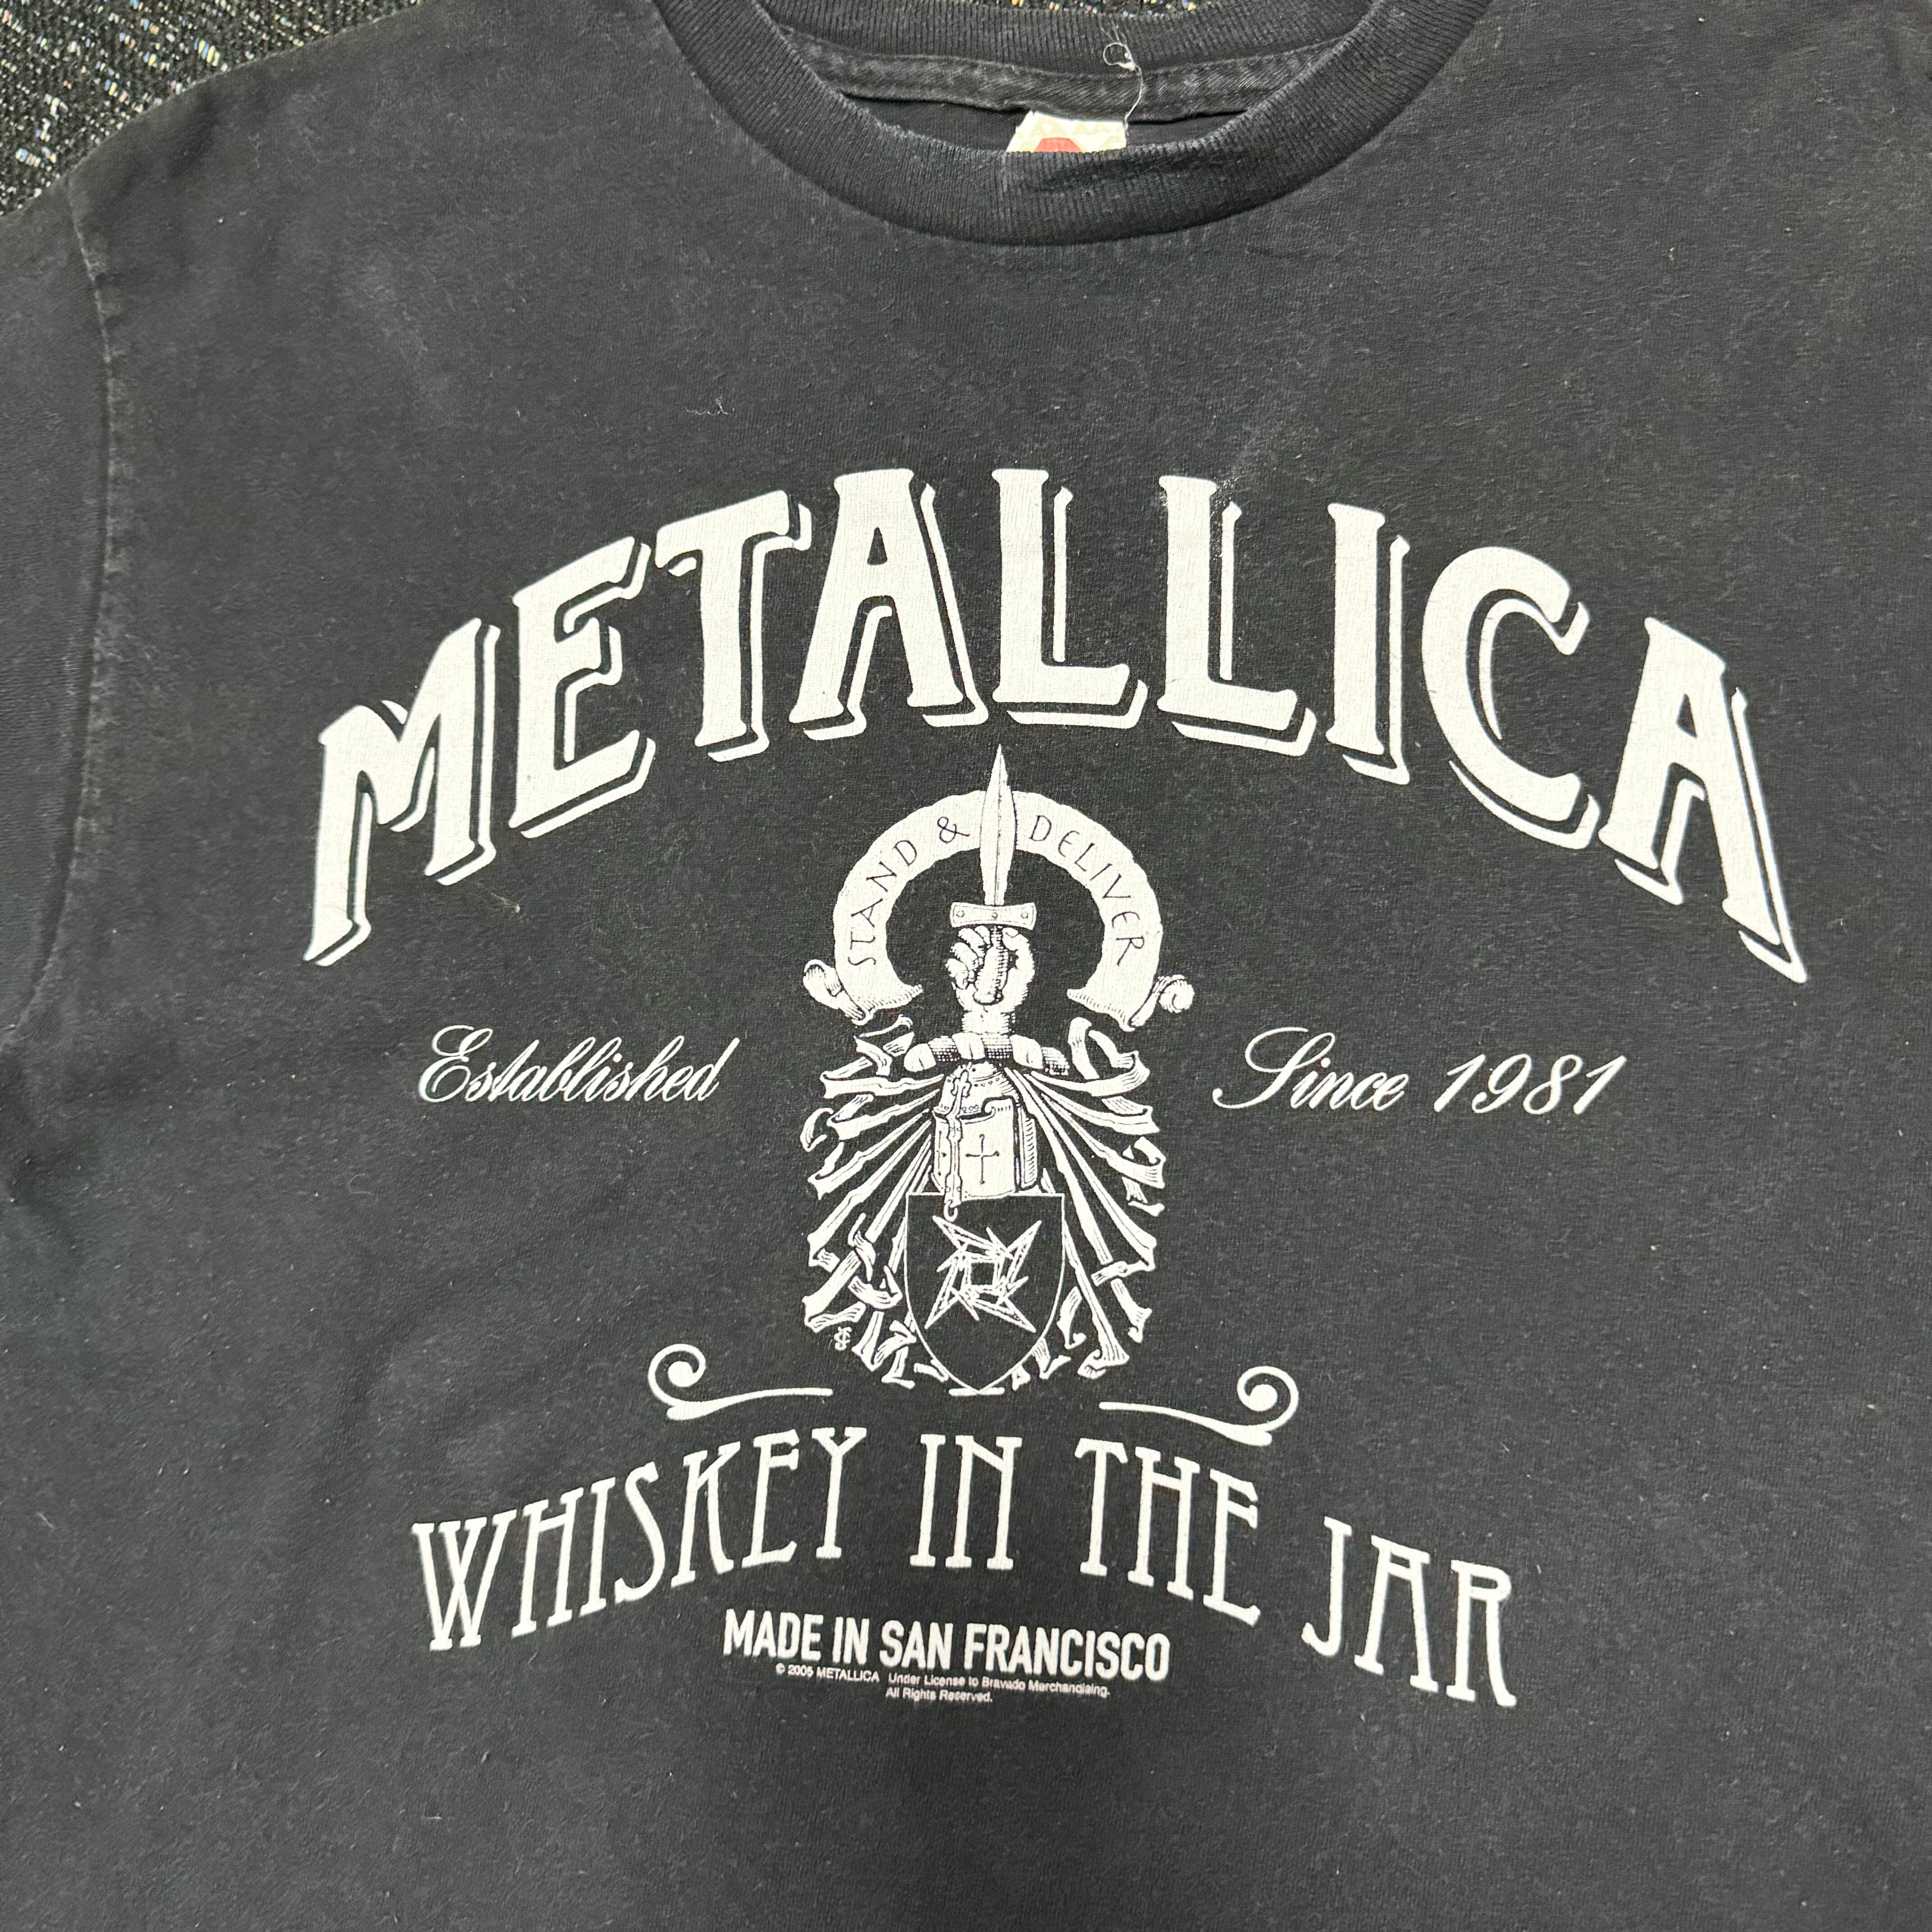 METALLICA
STAND & DELIVER
Established Since 1981
WHISKEY IN THE JAR
MADE IN SAN FRANCISCO
© 2005 METALLICA Under License to Bravado Merchandising.
All Rights Reserved.